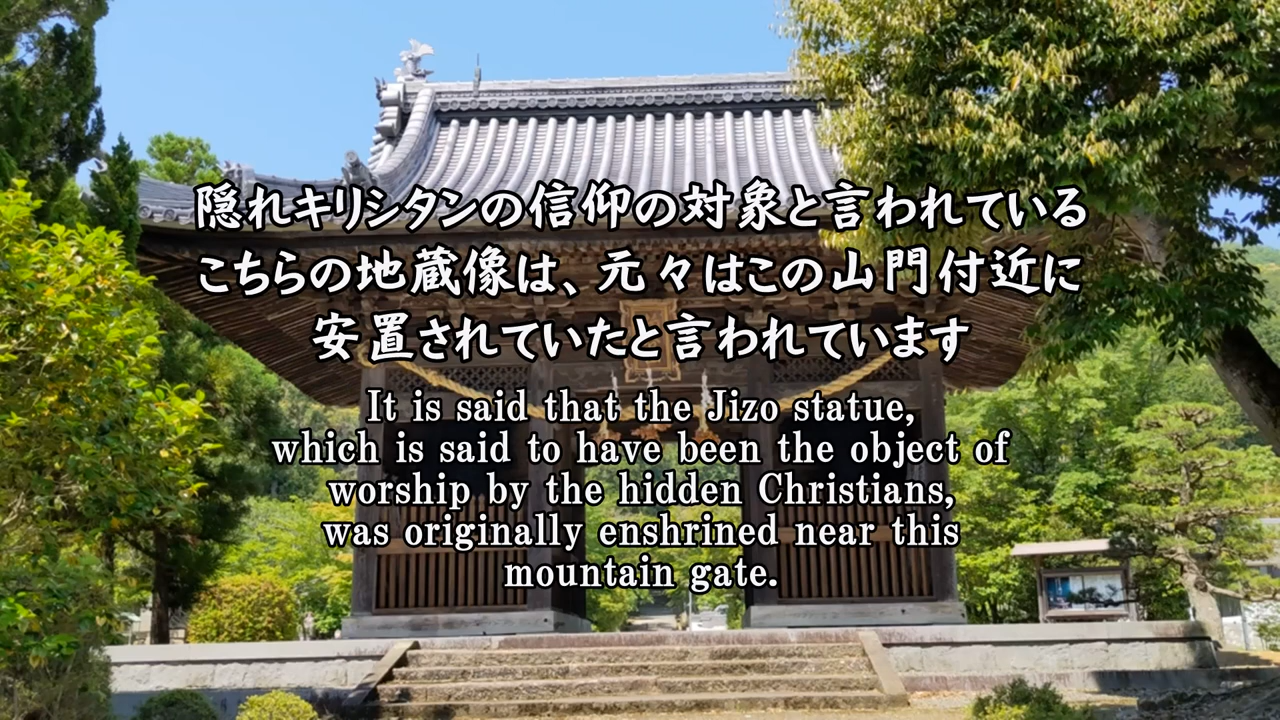 隠れキリシタンの信仰の対象と言われている
こちらの地蔵像は、元々はこの山門付近に
安置されていたと言われています
It is said that the Jizo statue,
which is said to have been the object of
worship by the hidden Christians,
was originally enshrined near this
mountain gate.